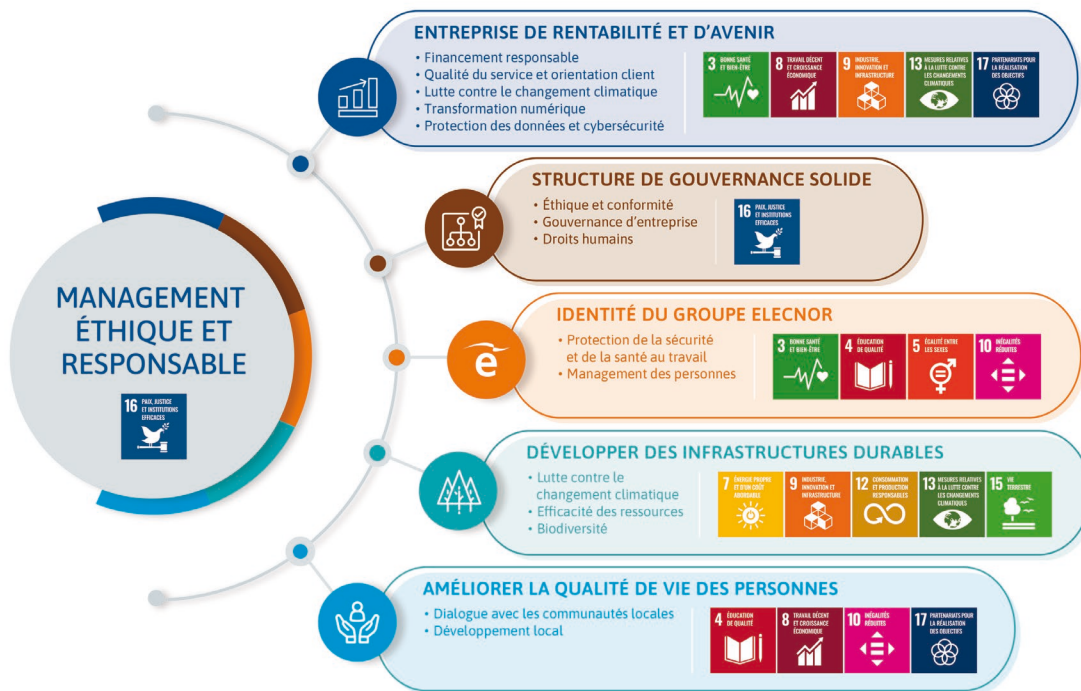 MANAGEMENT
ÉTHIQUE ET
RESPONSABLE
16 PAIX, JUSTICE
ET INSTITUTIONS
EFFICACES
ENTREPRISE DE RENTABILITÉ ET D’AVENIR
• Financement responsable
• Qualité du service et orientation client
• Lutte contre le changement climatique
• Transformation numérique
• Protection des données et cybersécurité
3 BONNE SANTÉ
ET BIEN-ÊTRE
8 TRAVAIL DÉCENT
ET CROISSANCE
ÉCONOMIQUE
9 INDUSTRIE,
INNOVATION ET
INFRASTRUCTURE
13 MESURES RELATIVES
À LA LUTTE CONTRE
LES CHANGEMENTS
CLIMATIQUES
17 PARTENARIATS POUR
LA RÉALISATION
DES OBJECTIFS
STRUCTURE DE GOUVERNANCE SOLIDE
• Éthique et conformité
• Gouvernance d’entreprise
• Droits humains
16 PAIX, JUSTICE
ET INSTITUTIONS
EFFICACES
e
IDENTITÉ DU GROUPE ELECNOR
• Protection de la sécurité
et de la santé au travail
• Management des personnes
3 BONNE SANTÉ
ET BIEN-ÊTRE
4 ÉDUCATION
DE QUALITÉ
5 ÉGALITÉ ENTRE
LES SEXES
10 INÉGALITÉS
RÉDUITES
DÉVELOPPER DES INFRASTRUCTURES DURABLES
• Lutte contre le
changement climatique
• Efficacité des ressources
• Biodiversité
7 ÉNERGIE PROPRE
ET D’UN COÛT
ABORDABLE
9 INDUSTRIE,
INNOVATION ET
INFRASTRUCTURE
12 CONSOMMATION
ET PRODUCTION
RESPONSABLES
13 MESURES RELATIVES
À LA LUTTE CONTRE
LES CHANGEMENTS
CLIMATIQUES
15 VIE
TERRESTRE
AMÉLIORER LA QUALITÉ DE VIE DES PERSONNES
• Dialogue avec les communautés locales
• Développement local
4 ÉDUCATION
DE QUALITÉ
8 TRAVAIL DÉCENT
ET CROISSANCE
ÉCONOMIQUE
10 INÉGALITÉS
RÉDUITES
17 PARTENARIATS POUR
LA RÉALISATION
DES OBJECTIFS